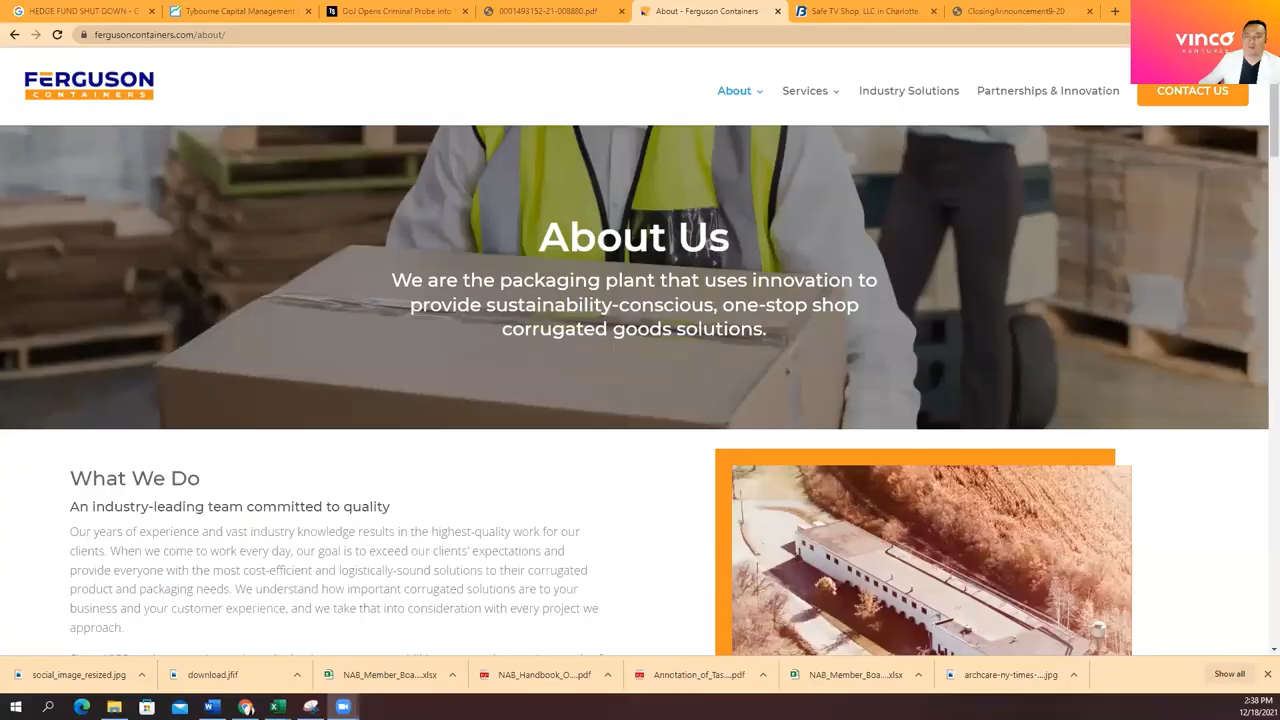 HEDGE FUND SHUT DOWN - G
Tybourne Capital Management
DoJ Opens Criminal Probe into
0001493152-21-008880.pdf
About - Ferguson Containers
Safe TV Shop, LLC in Charlotte
ClosingAnnouncement9-20
fergusoncontainers.com/about/
vinco
VENTURES
FERGUSON
CONTAINERS
About
Services
Industry Solutions
Partnerships & Innovation
CONTACT US
About Us
We are the packaging plant that uses innovation to
provide sustainability-conscious, one-stop shop
corrugated goods solutions.
What We Do
An industry-leading team committed to quality
Our years of experience and vast industry knowledge results in the highest-quality work for our
clients. When we come to work every day, our goal is to exceed our clients' expectations and
provide everyone with the most cost-efficient and logistically-sound solutions to their corrugated
product and packaging needs. We understand how important corrugated solutions are to your
business and your customer experience, and we take that into consideration with every project we
approach.
social_image_resized.jpg
download.jfif
NAB_Member_Boa....xlsx
NAB_Handbook_O....pdf
Annotation_of_Tas....pdf
NAB_Member_Boa....xlsx
archcare-ny-times-....jpg
Show all
2:38 PM
12/18/2021